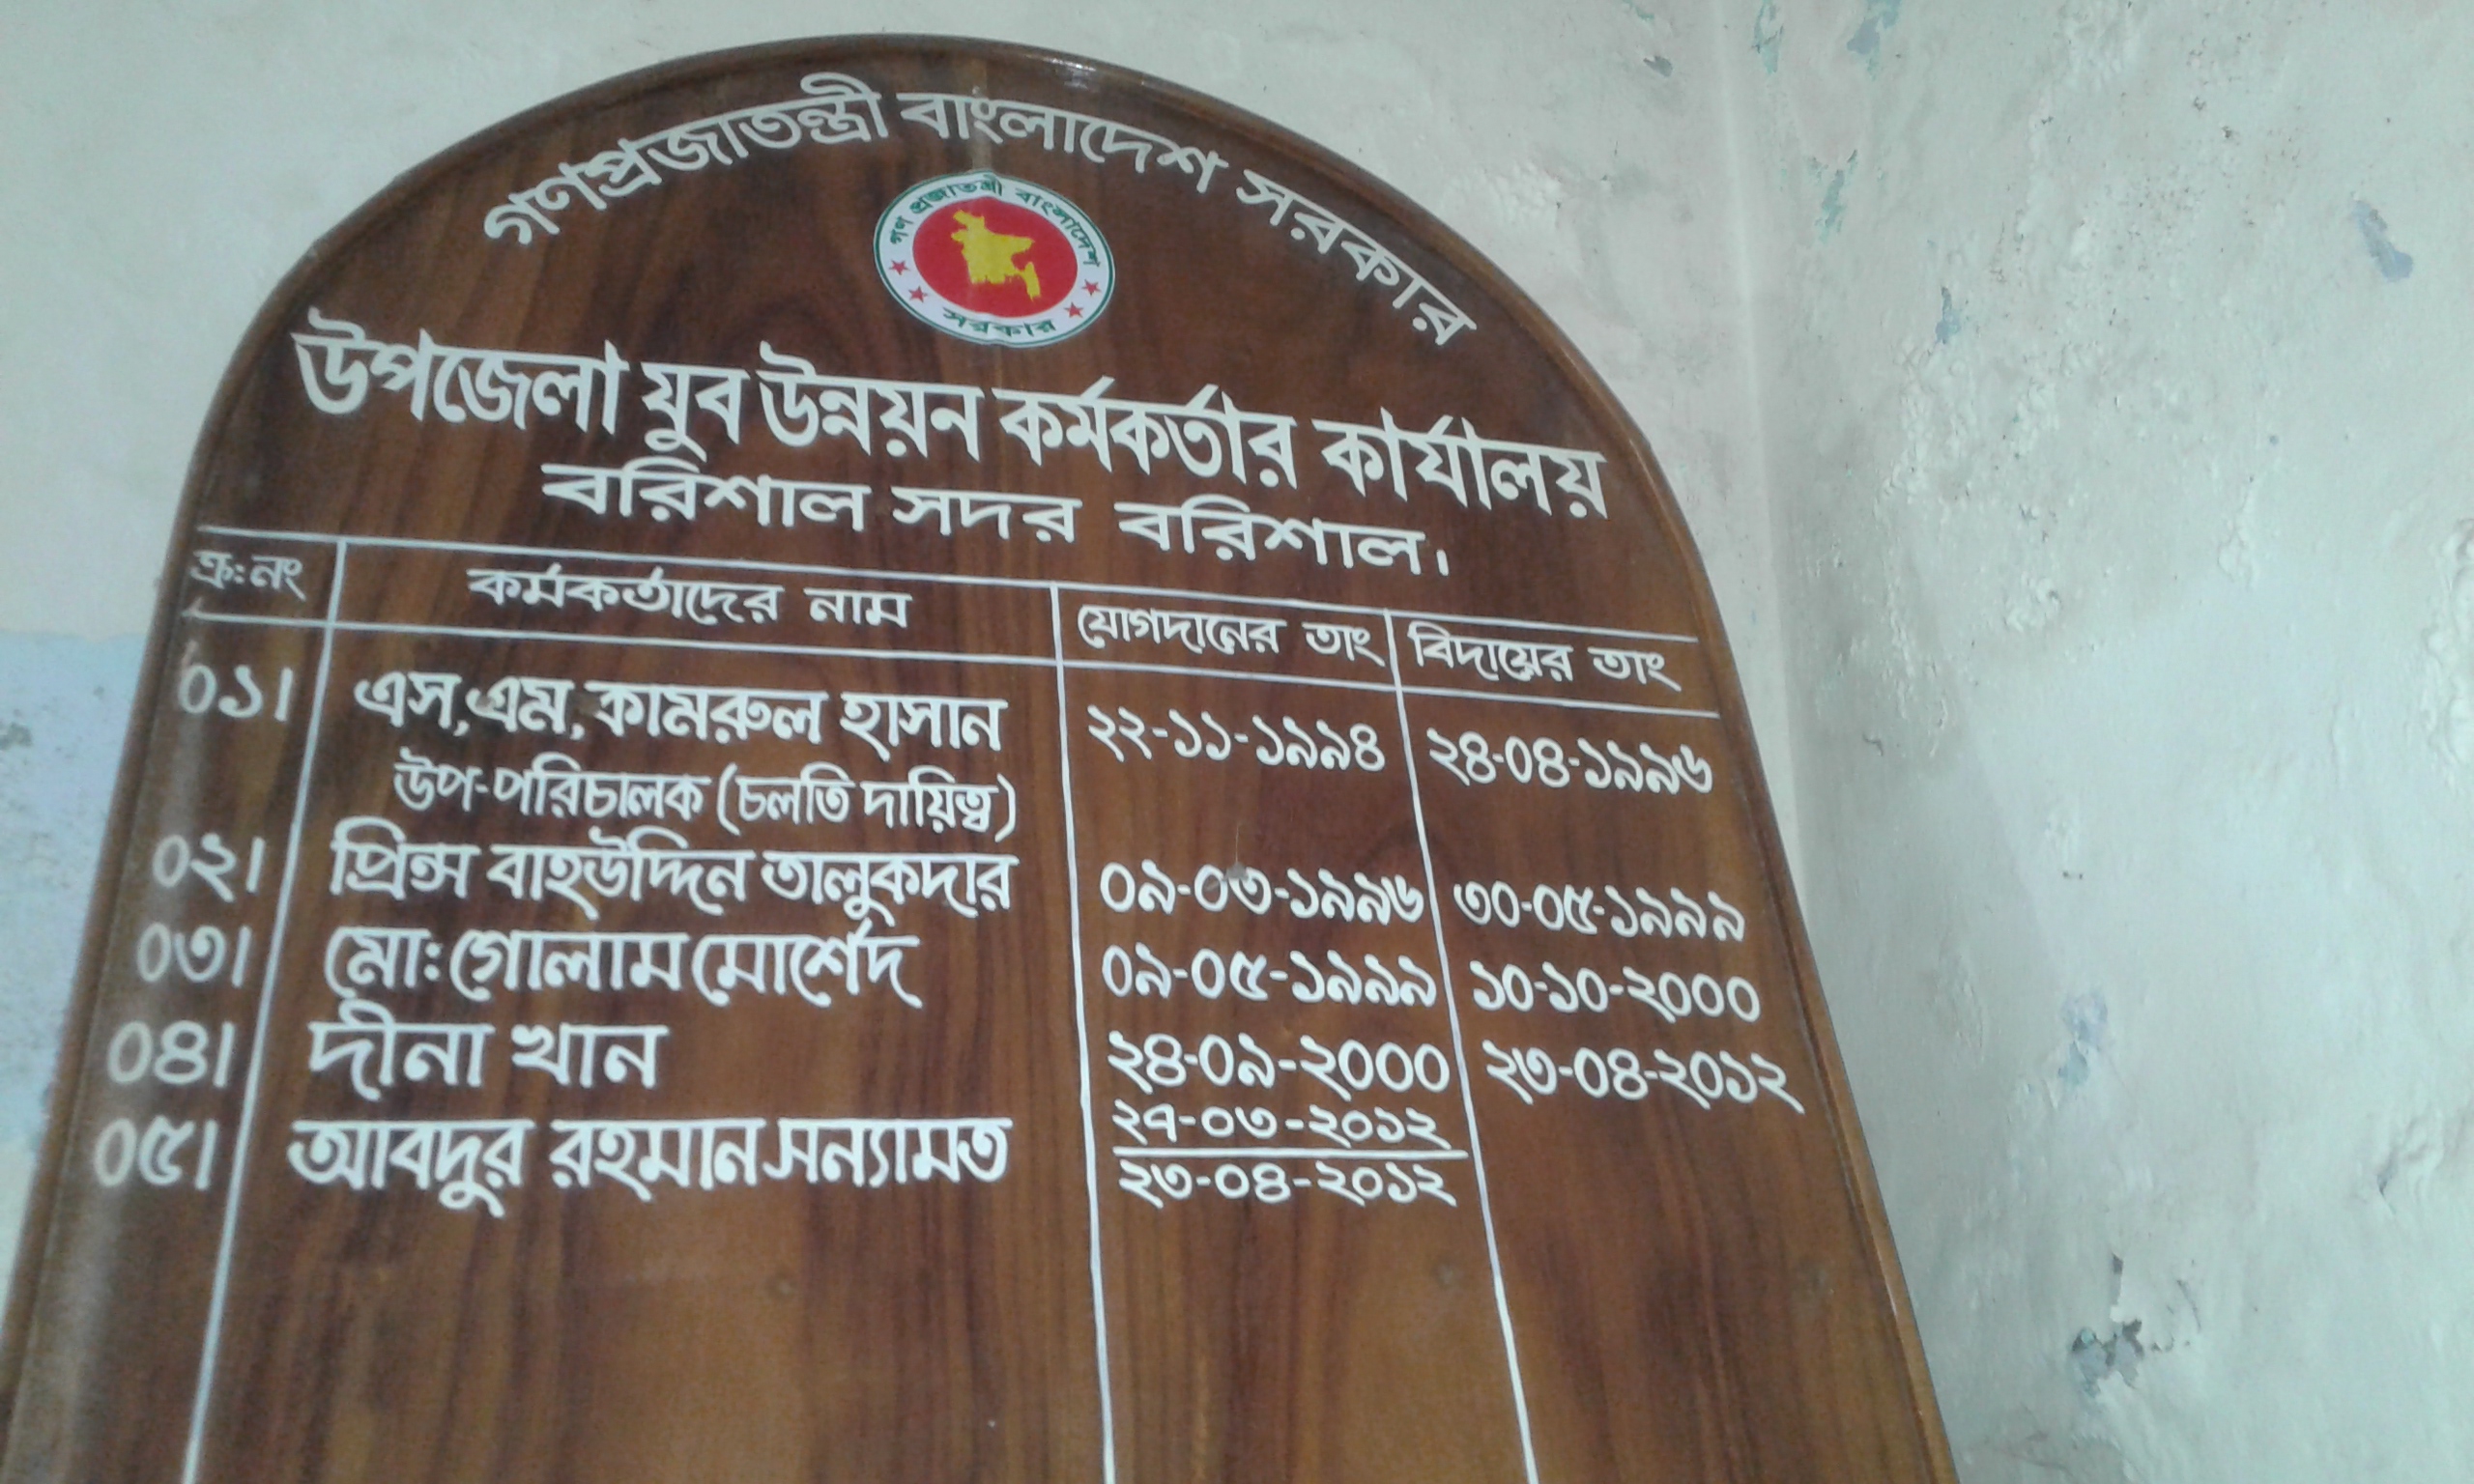 গণপ্রজাতন্ত্রী বাংলাদেশ সরকার
গণ প্রজাতন্ত্রী বাংলাদেশ
সরকার
উপজেলা যুব উন্নয়ন কর্মকর্তার কার্যালয়
বরিশাল সদর বরিশাল।
ক্র:নং কর্মকর্তাদের নাম যোগদানের তাং বিদায়ের তাং
০১। এস,এম, কামরুল হাসান ২২-১১-১৯৯৪ ২৪-০৪-১৯৯৬
উপ-পরিচালক (চলতি দায়িত্ব)
০২। প্রিন্স বাহউদ্দিন তালুকদার ০৯-০৩-১৯৯৬ ৩০-০৫-১৯৯৯
০৩। মো: গোলাম মোর্শেদ ০৯-০৫-১৯৯৯ ১০-১০-২০০০
০৪। দীনা খান ২৪-০৯-২০০০ ২৩-০৪-২০১২
২৭-০৩-২০১২
০৫। আবদুর রহমান সন্যামত
২৩-০৪-২০১২